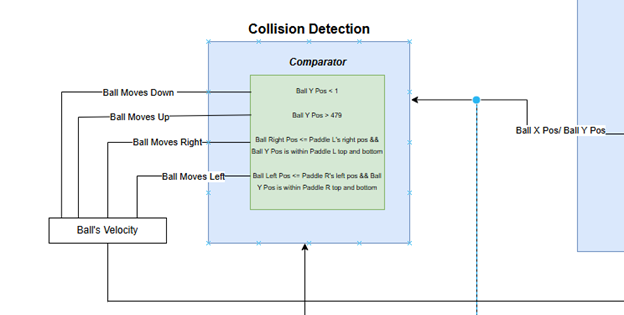 Collision Detection
Comparator
Ball Y Pos < 1
Ball Moves Down
Ball Y Pos > 479
Ball Moves Up
Ball X Pos/ Ball Y Pos
Ball Right Pos <= Paddle L's right pos &&
Ball Y Pos is within Paddle L top and bottom
Ball Moves Right
Ball Left Pos <= Paddle R's left pos && Ball
Y Pos is within Paddle R top and bottom
Ball Moves Left
Ball's Velocity